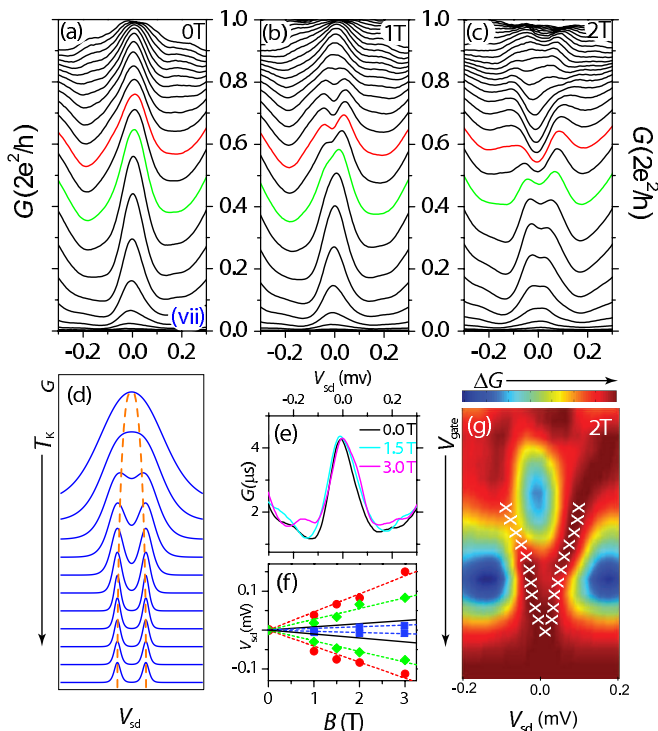 (a) 0T
(b) 1T
(c) 2T
G(2e²/h)
1.0
0.8
0.6
0.4
0.2
0.0
G(2e²/h)
(vii)
-0.2 0.0 0.2
-0.2 0.0 0.2
-0.2 0.0 0.2
V_sd (mv)
(d)
G
T_K
V_sd
-0.2 0.0 0.2
(e)
0.0T
1.5T
3.0T
G(μs)
4
2
(f)
V_sd(mV)
0.1
-0.1
0 1 2 3
B(T)
ΔG
(g) 2T
V_gate
-0.2 0.0 0.2
V_sd (mV)